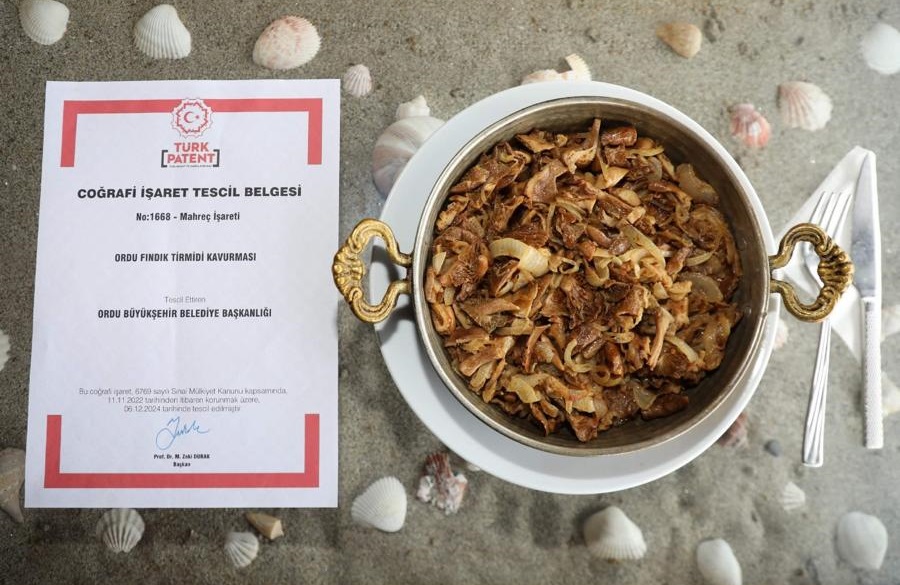 TÜRK
PATENT
COĞRAFİ İŞARET TESCİL BELGESİ
No:1668 - Mahreç İşareti
ORDU FINDIK TİRMİDİ KAVURMASI
Tescil Ettiren
ORDU BÜYÜKŞEHİR BELEDİYE BAŞKANLIĞI
Bu coğrafi işaret, 6769 sayılı Sınai Mülkiyet Kanunu kapsamında,
11.11.2022 tarihinden itibaren korunmak üzere,
06.12.2024 tarihinde tescil edilmiştir.
Prof. Dr. M. Zeki DURAK
Başkan